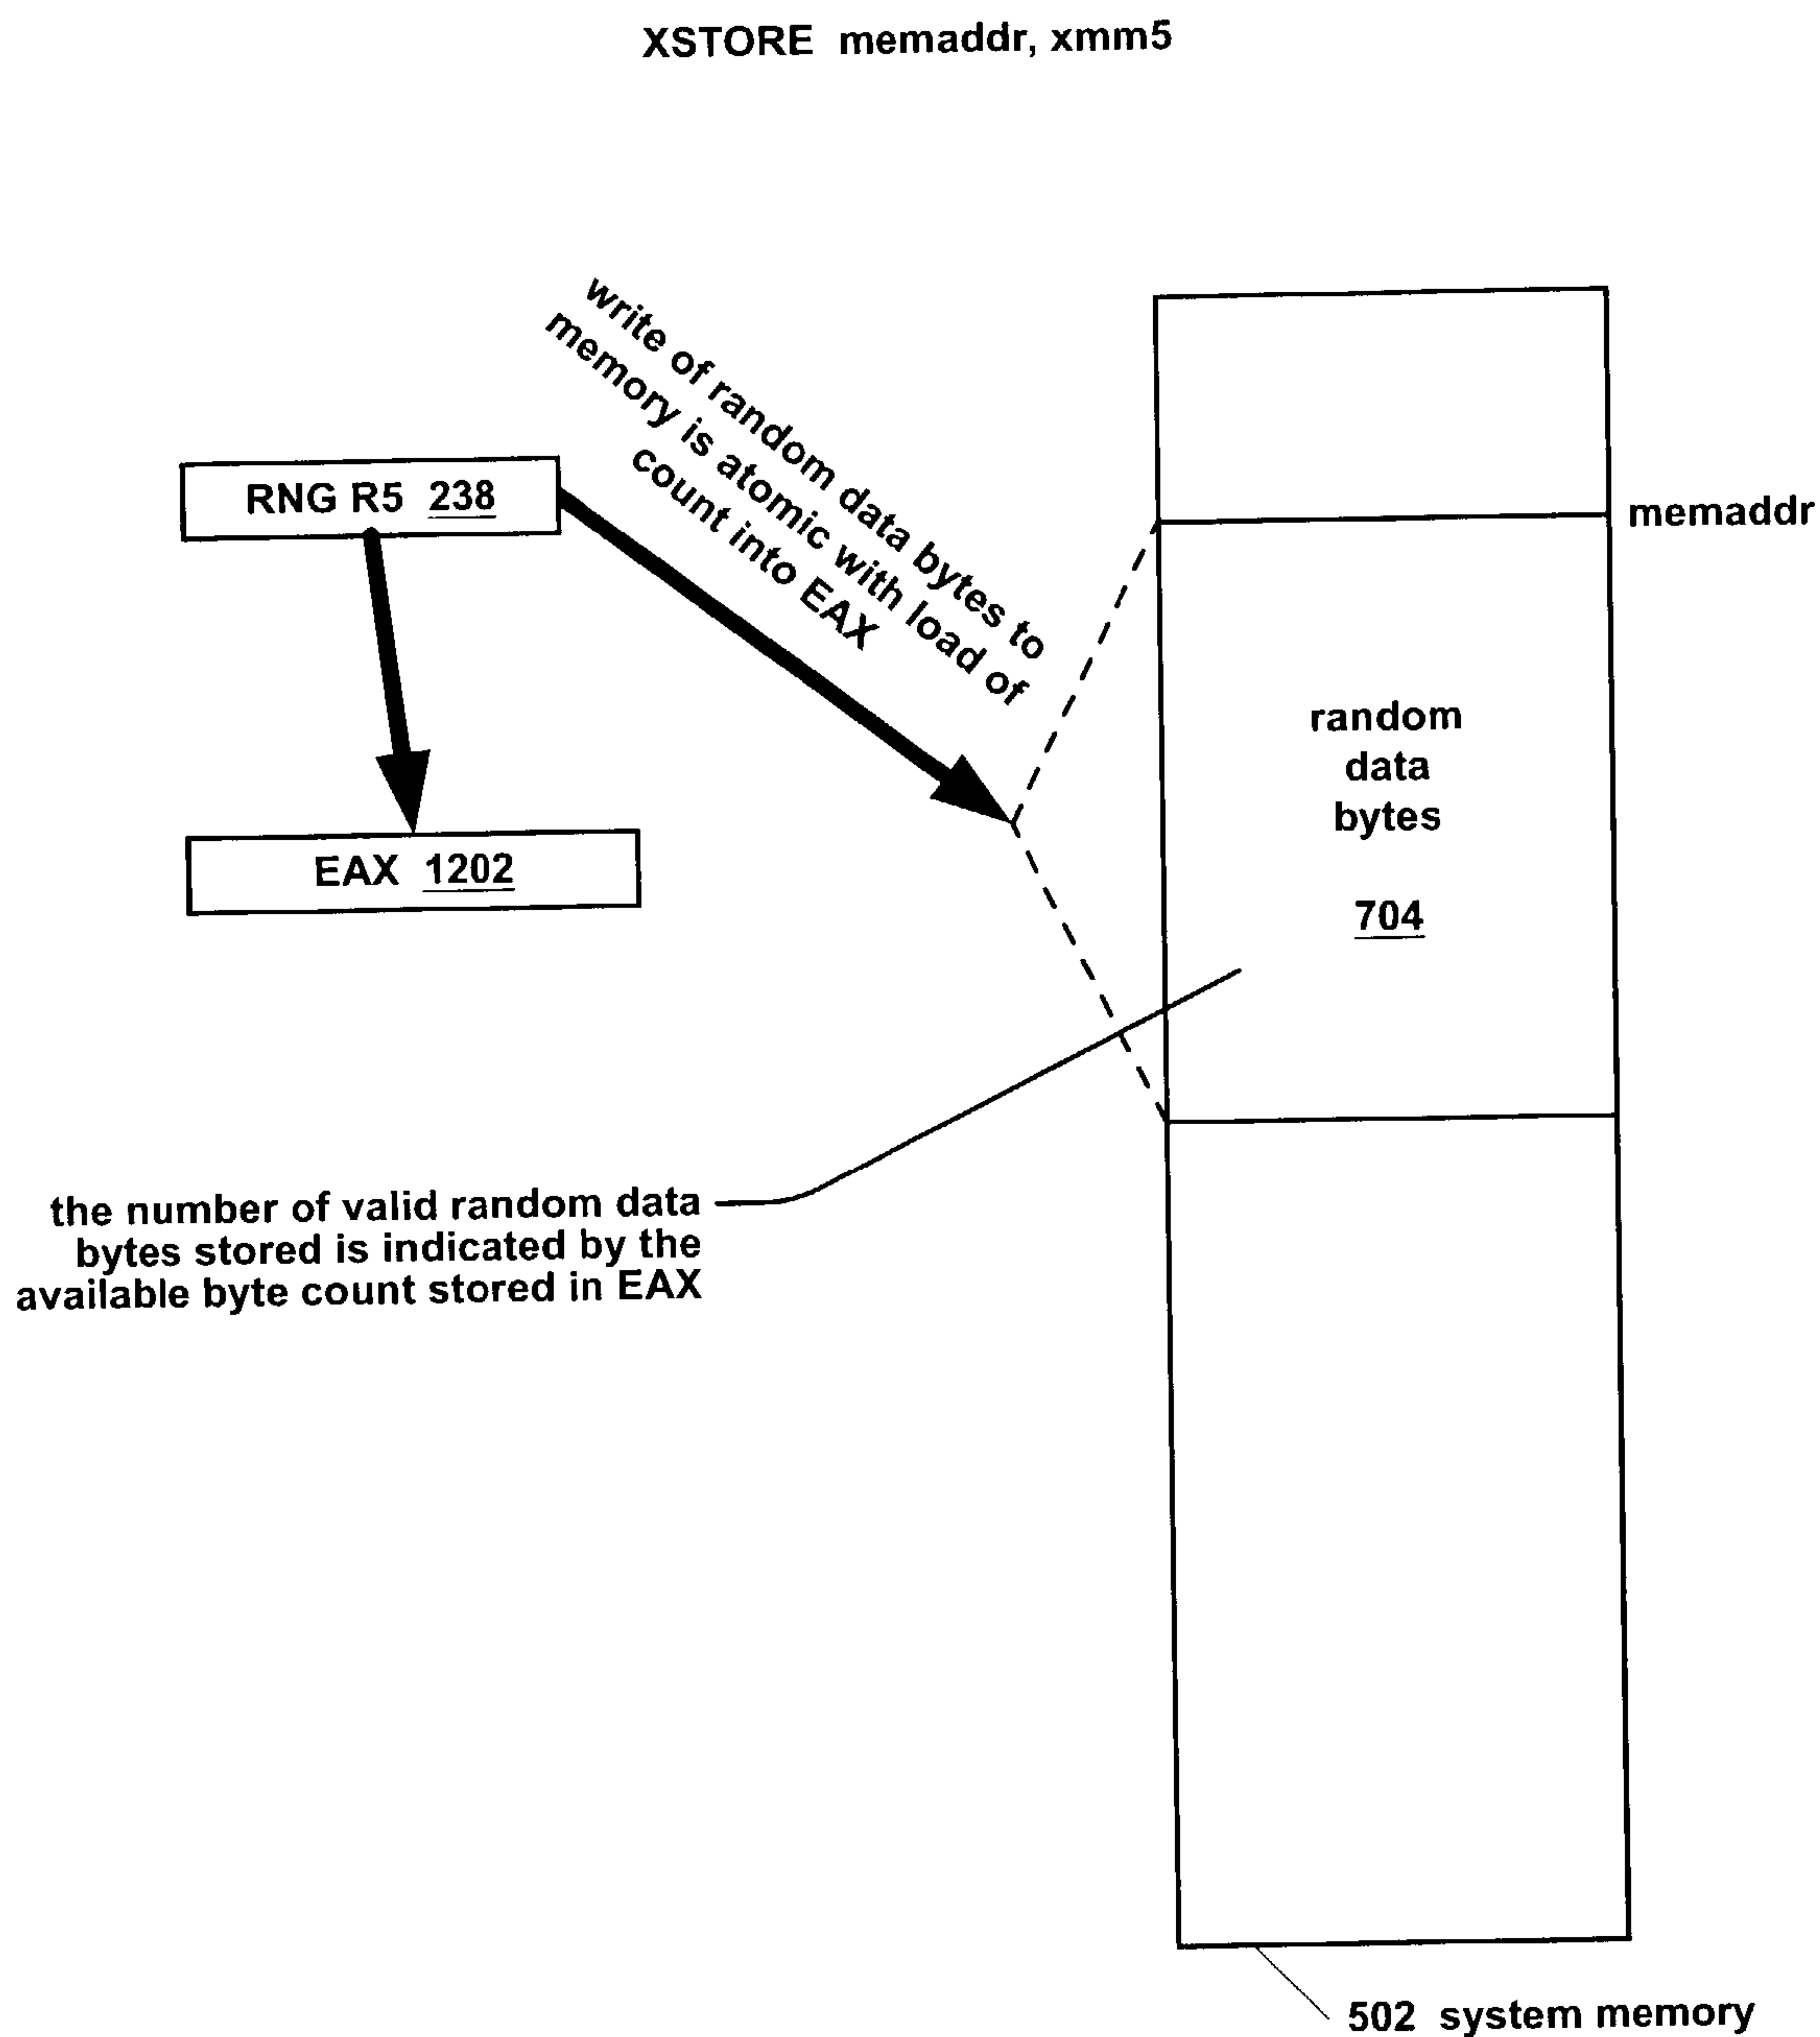 XSTORE memaddr, xmm5
write of random data bytes to
memory is atomic with load of
count into EAX
RNG R5 238
memaddr
random
data
bytes
704
EAX 1202
the number of valid random data
bytes stored is indicated by the
available byte count stored in EAX
502 system memory